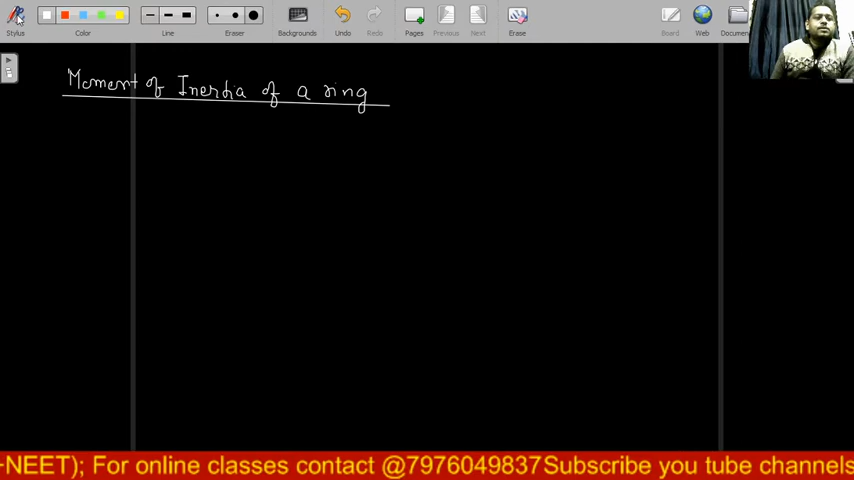 Stylus Color Line Eraser Backgrounds Undo Redo Pages Previous Next Erase Board Web Documen
Moment of Inertia of a ring
+NEET); For online classes contact @7976049837Subscribe you tube channels